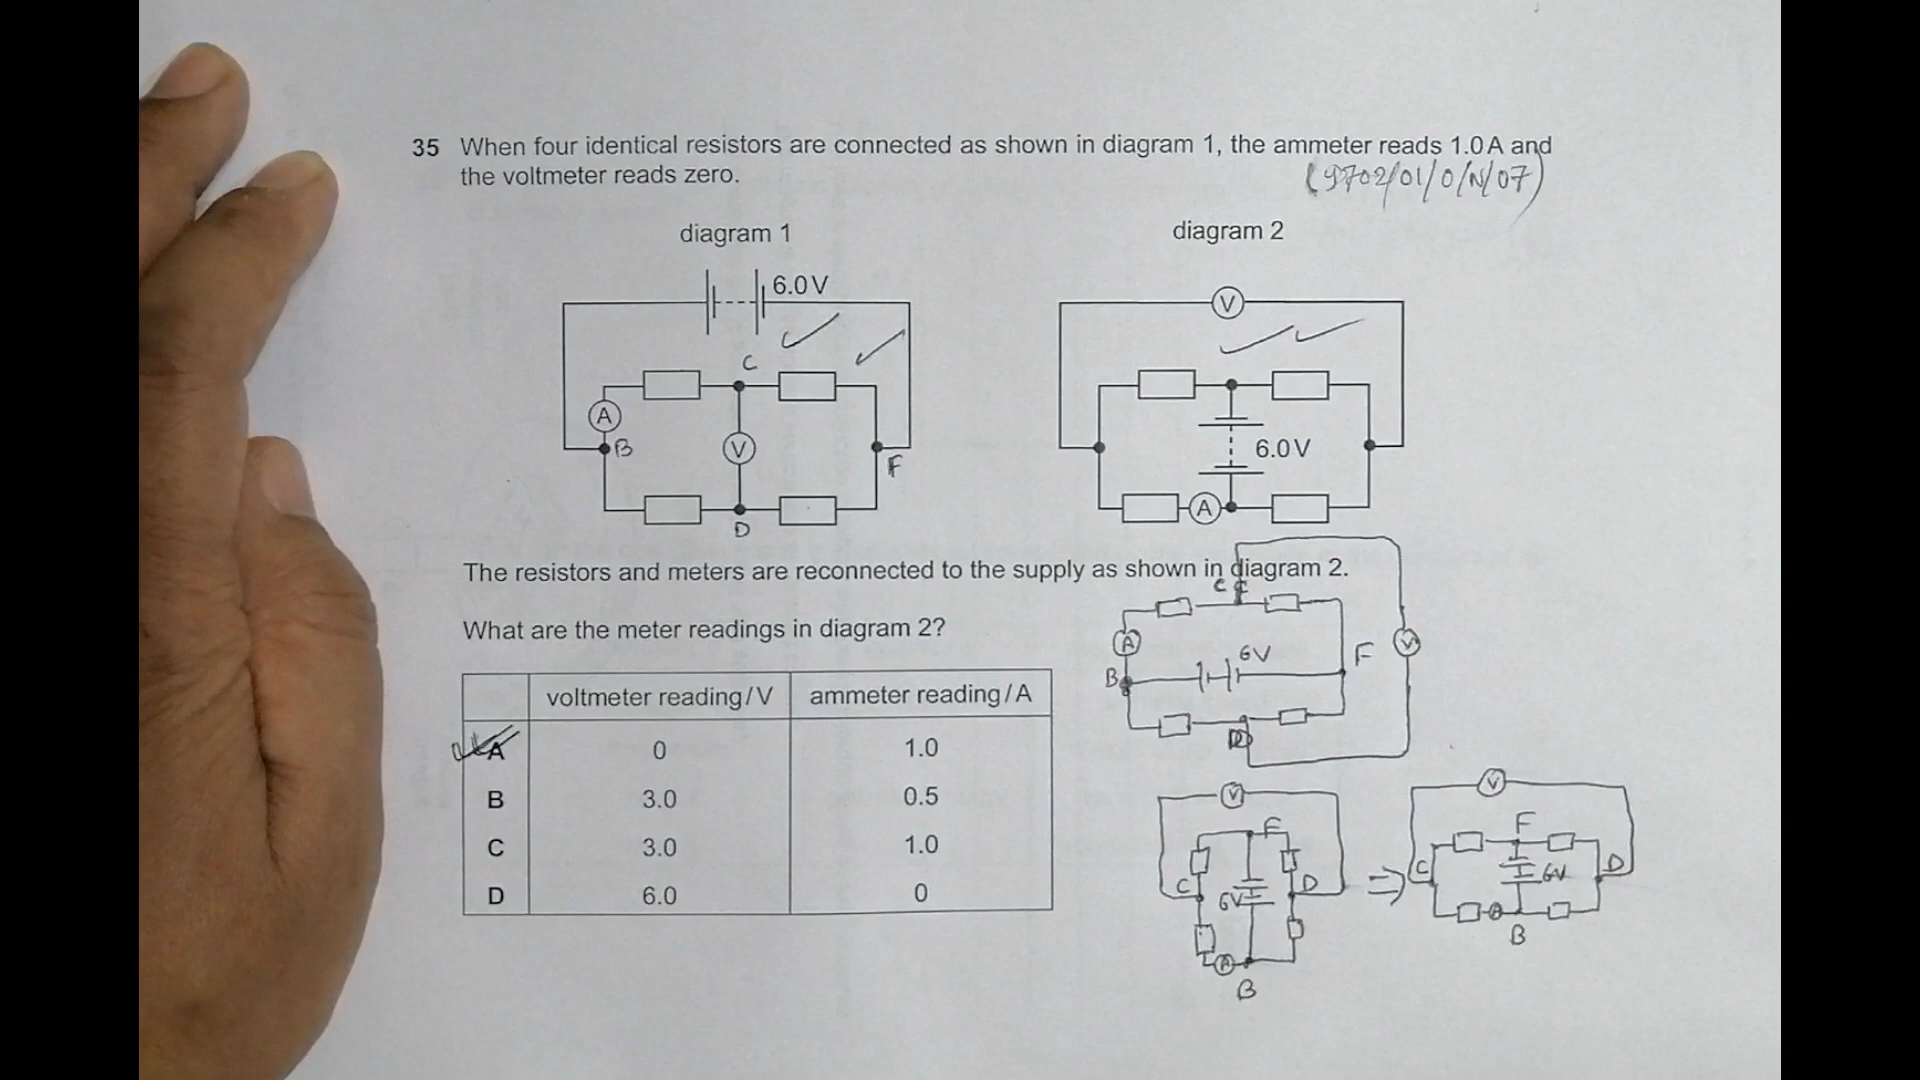 35 When four identical resistors are connected as shown in diagram 1, the ammeter reads 1.0 A and
the voltmeter reads zero.
(9702/01/O/N/07)
diagram 1
diagram 2
6.0 V
V
C
A
B
V
F
D
6.0 V
A
The resistors and meters are reconnected to the supply as shown in diagram 2.
What are the meter readings in diagram 2?
C
A
6V
F
V
B
D
voltmeter reading / V ammeter reading / A
A 0 1.0
B 3.0 0.5
C 3.0 1.0
D 6.0 0
V
F
C
D
6V
A
B
V
F
C
D
6V
A
B